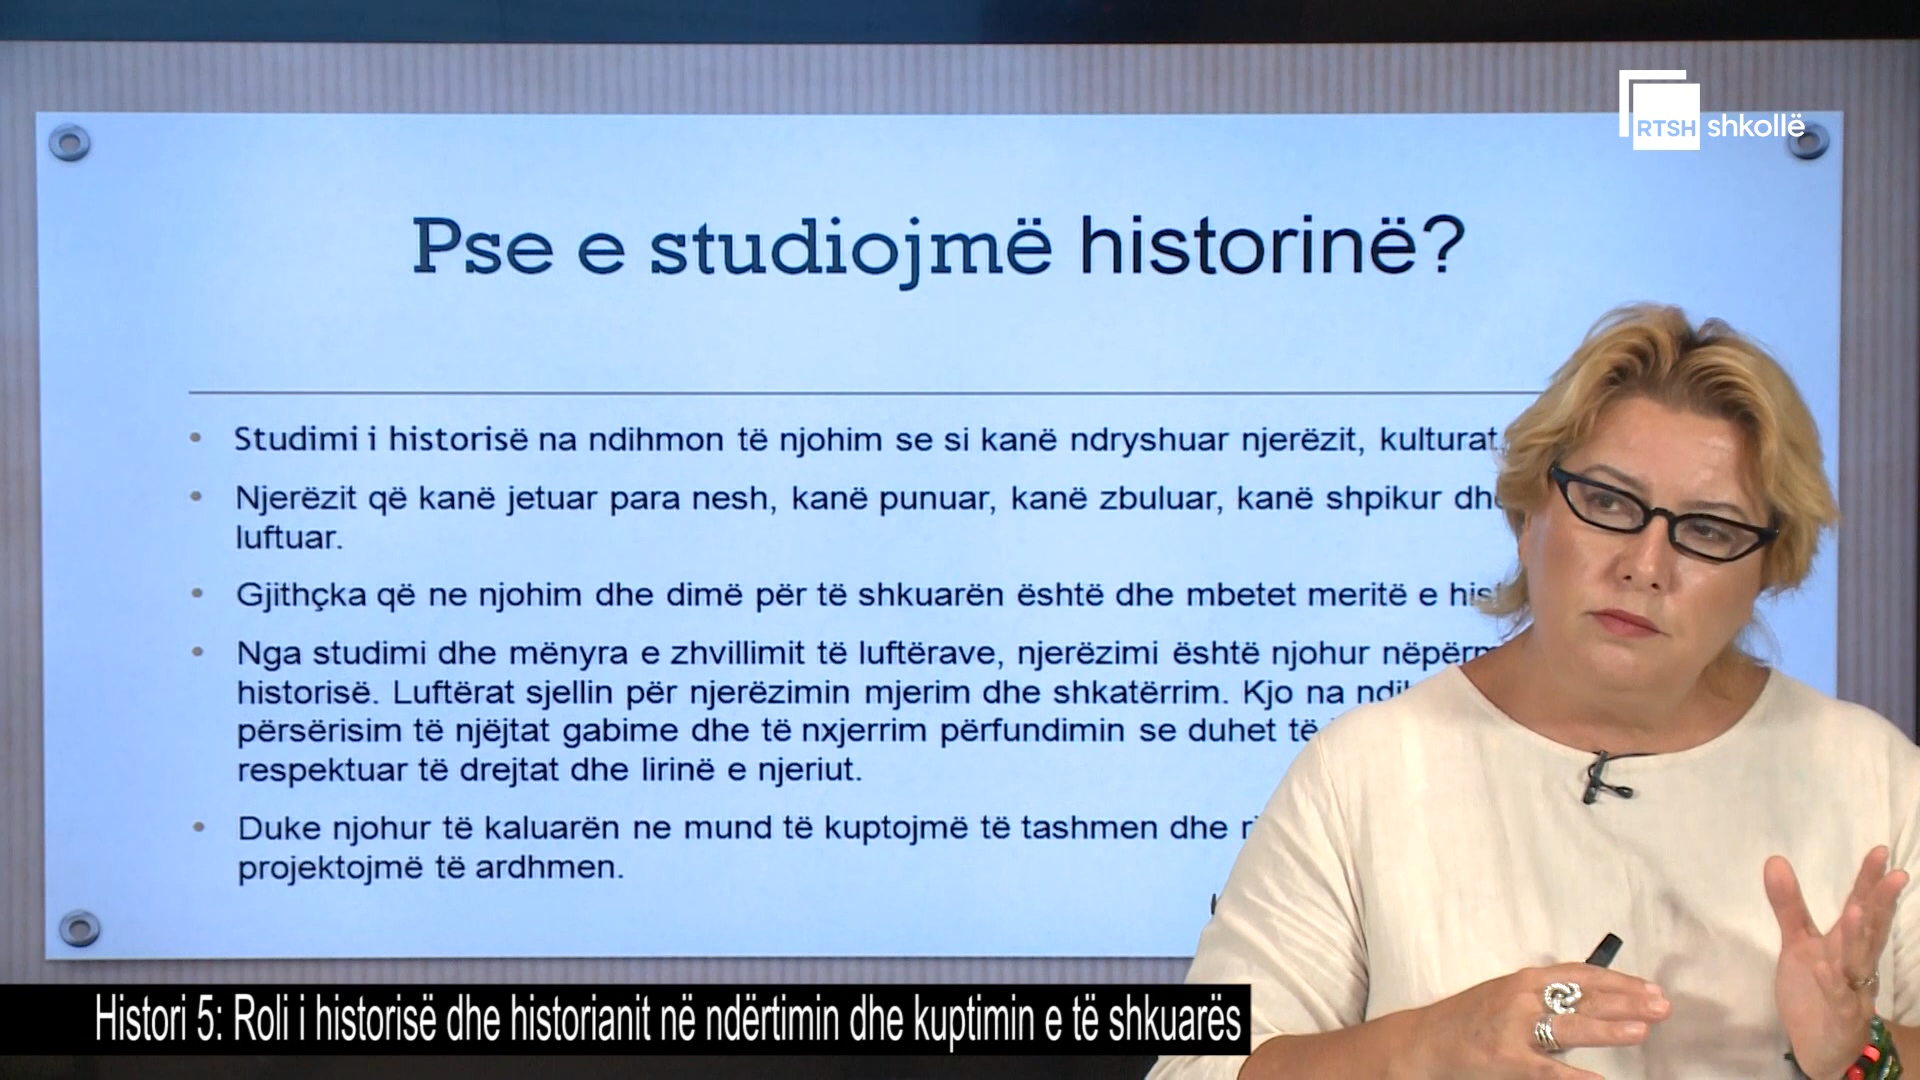 RTSH shkollë
Pse e studiojmë historinë?
Studimi i historisë na ndihmon të njohim se si kanë ndryshuar njerëzit, kulturat
Njerëzit që kanë jetuar para nesh, kanë punuar, kanë zbuluar, kanë shpikur
luftuar.
Gjithçka që ne njohim dhe dimë për të shkuarën është dhe mbetet meritë e
Nga studimi dhe mënyra e zhvillimit të luftërave, njerëzimi është njohur
historisë. Luftërat sjellin për njerëzimin mjerim dhe shkatërrim. Kjo na
përsërisim të njëjtat gabime dhe të nxjerrim përfundimin se duhet të
respektuar të drejtat dhe lirinë e njeriut.
Duke njohur të kaluarën ne mund të kuptojmë të tashmen dhe
projektojmë të ardhmen.
Histori 5: Roli i historisë dhe historianit në ndërtimin dhe kuptimin e të shkuarës